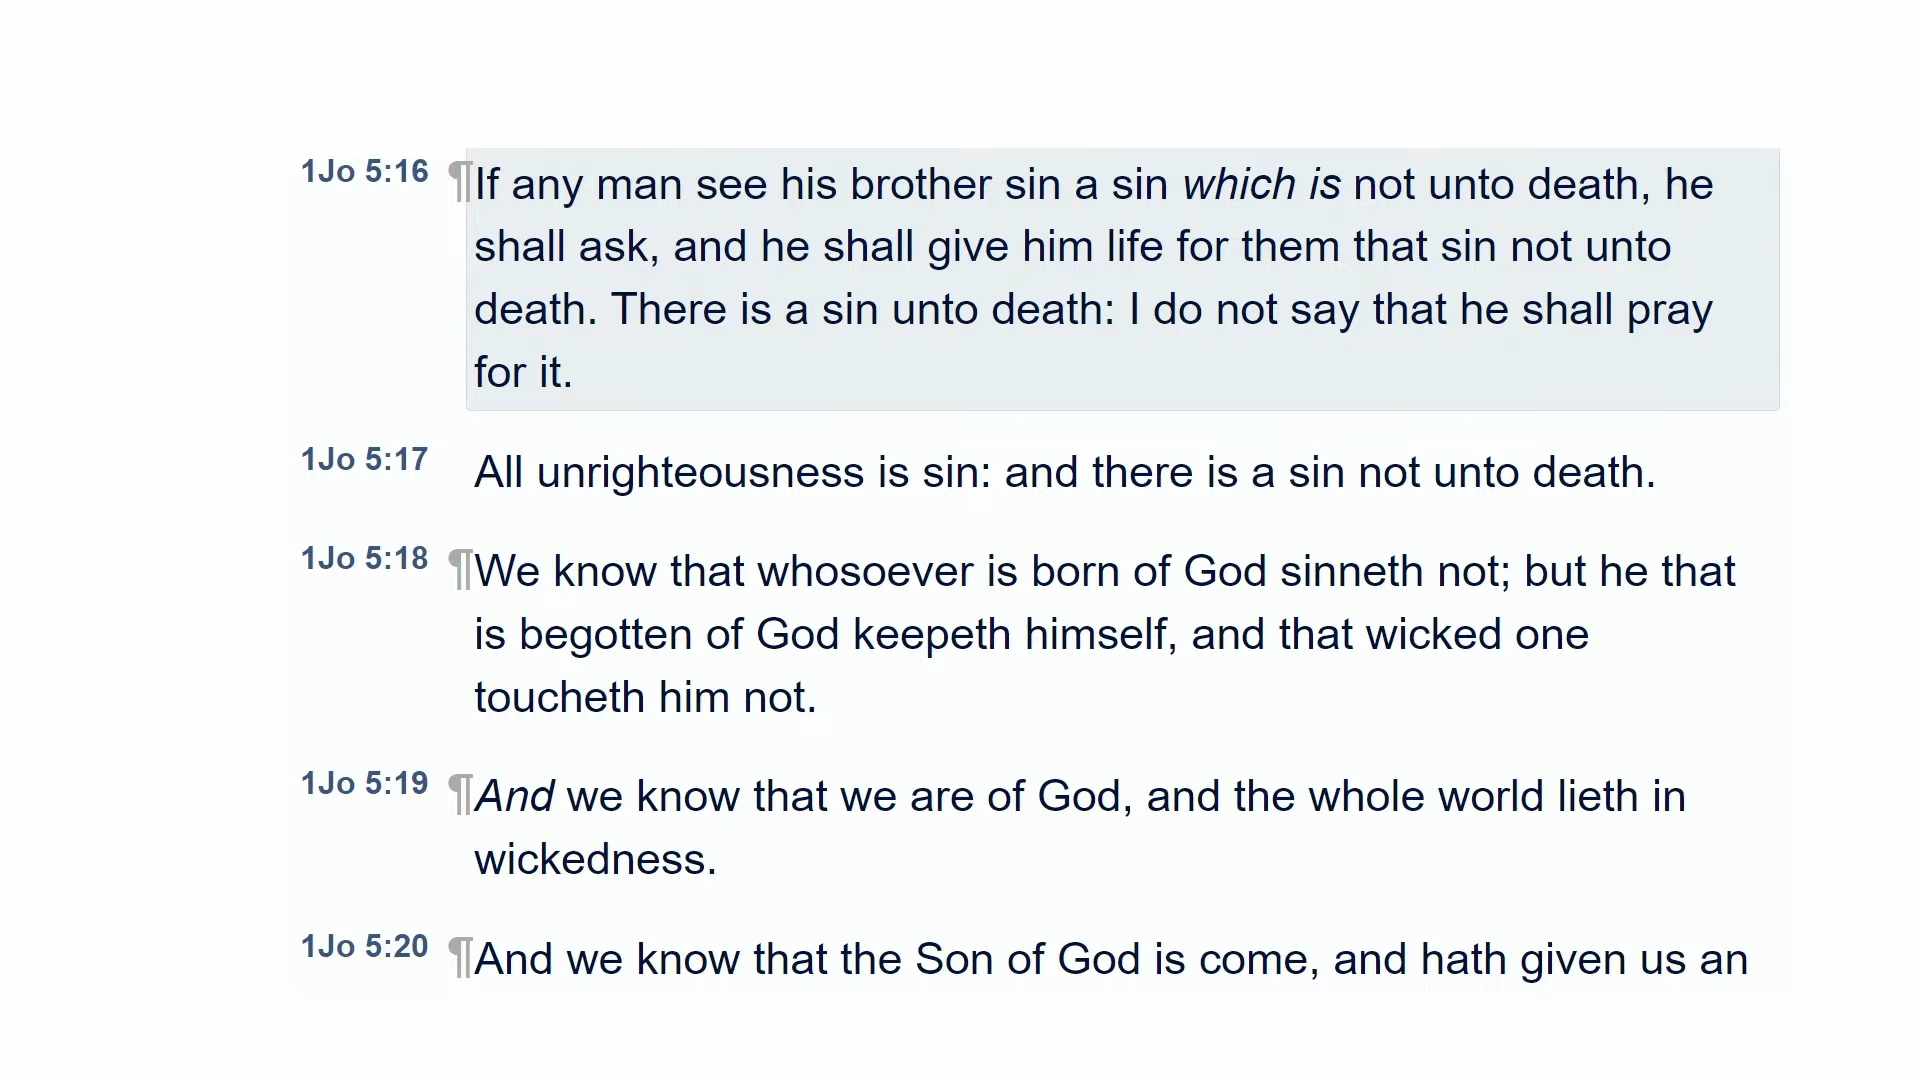 1Jo 5:16 ¶If any man see his brother sin a sin which is not unto death, he
shall ask, and he shall give him life for them that sin not unto
death. There is a sin unto death: I do not say that he shall pray
for it.
1Jo 5:17 All unrighteousness is sin: and there is a sin not unto death.
1Jo 5:18 ¶We know that whosoever is born of God sinneth not; but he that
is begotten of God keepeth himself, and that wicked one
toucheth him not.
1Jo 5:19 ¶And we know that we are of God, and the whole world lieth in
wickedness.
1Jo 5:20 ¶And we know that the Son of God is come, and hath given us an